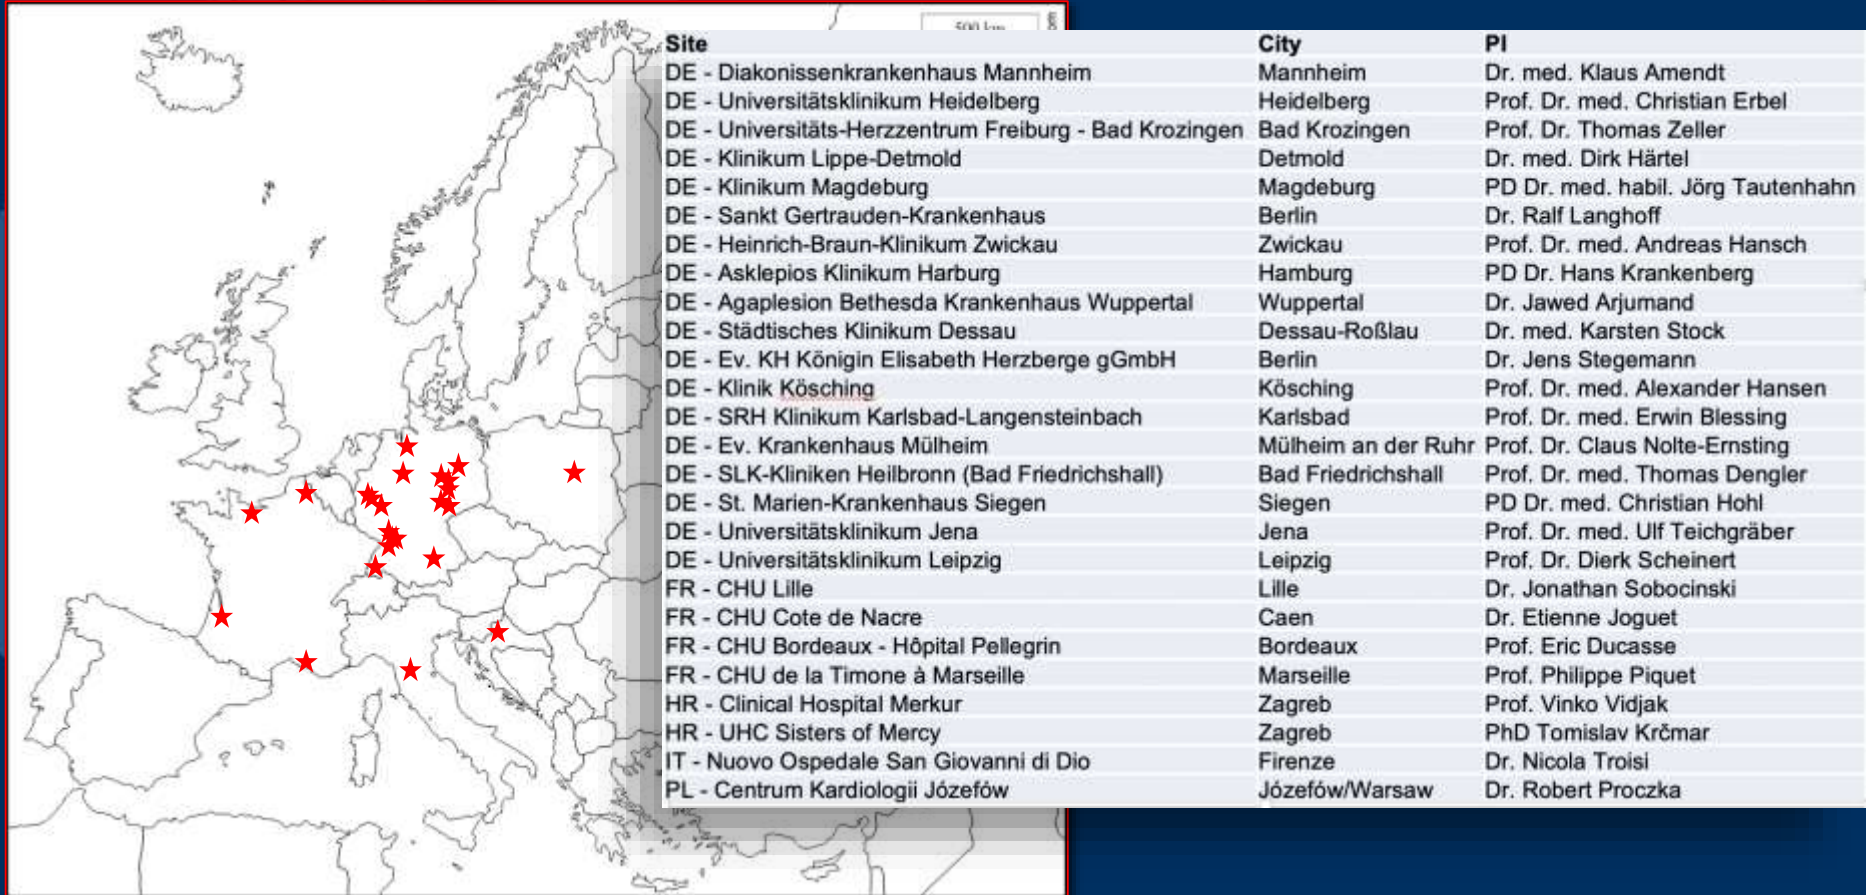 500 km
Site City PI
DE - Diakonissenkrankenhaus Mannheim Mannheim Dr. med. Klaus Amendt
DE - Universitätsklinikum Heidelberg Heidelberg Prof. Dr. med. Christian Erbel
DE - Universitäts-Herzzentrum Freiburg - Bad Krozingen Bad Krozingen Prof. Dr. Thomas Zeller
DE - Klinikum Lippe-Detmold Detmold Dr. med. Dirk Härtel
DE - Klinikum Magdeburg Magdeburg PD Dr. med. habil. Jörg Tautenhahn
DE - Sankt Gertrauden-Krankenhaus Berlin Dr. Ralf Langhoff
DE - Heinrich-Braun-Klinikum Zwickau Zwickau Prof. Dr. med. Andreas Hansch
DE - Asklepios Klinikum Harburg Hamburg PD Dr. Hans Krankenberg
DE - Agaplesion Bethesda Krankenhaus Wuppertal Wuppertal Dr. Jawed Arjumand
DE - Städtisches Klinikum Dessau Dessau-Roßlau Dr. med. Karsten Stock
DE - Ev. KH Königin Elisabeth Herzberge gGmbH Berlin Dr. Jens Stegemann
DE - Klinik Kösching Kösching Prof. Dr. med. Alexander Hansen
DE - SRH Klinikum Karlsbad-Langensteinbach Karlsbad Prof. Dr. med. Erwin Blessing
DE - Ev. Krankenhaus Mülheim Mülheim an der Ruhr Prof. Dr. Claus Nolte-Ernsting
DE - SLK-Kliniken Heilbronn (Bad Friedrichshall) Bad Friedrichshall Prof. Dr. med. Thomas Dengler
DE - St. Marien-Krankenhaus Siegen Siegen PD Dr. med. Christian Hohl
DE - Universitätsklinikum Jena Jena Prof. Dr. med. Ulf Teichgräber
DE - Universitätsklinikum Leipzig Leipzig Prof. Dr. Dierk Scheinert
FR - CHU Lille Lille Dr. Jonathan Sobocinski
FR - CHU Cote de Nacre Caen Dr. Etienne Joguet
FR - CHU Bordeaux - Hôpital Pellegrin Bordeaux Prof. Eric Ducasse
FR - CHU de la Timone à Marseille Marseille Prof. Philippe Piquet
HR - Clinical Hospital Merkur Zagreb Prof. Vinko Vidjak
HR - UHC Sisters of Mercy Zagreb PhD Tomislav Krčmar
IT - Nuovo Ospedale San Giovanni di Dio Firenze Dr. Nicola Troisi
PL - Centrum Kardiologii Józefów Józefów/Warsaw Dr. Robert Proczka